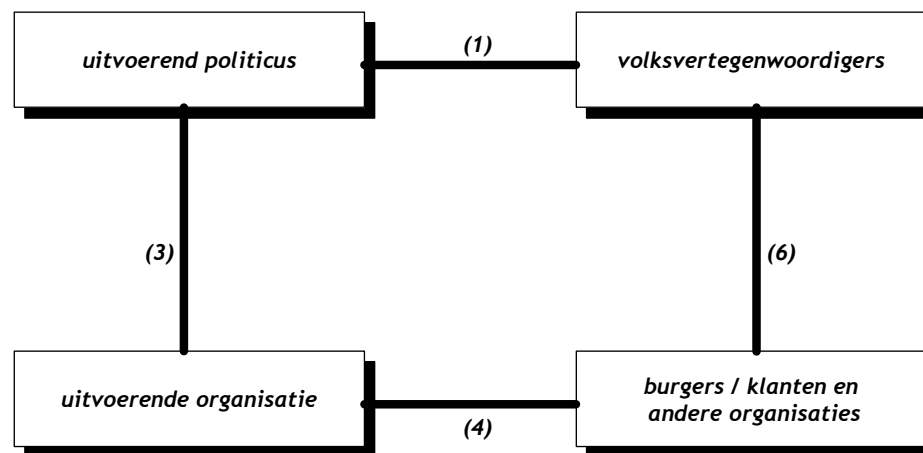 uitvoerend politicus
(1)
volksvertegenwoordigers
(3)
(6)
uitvoerende organisatie
(4)
burgers / klanten en
andere organisaties